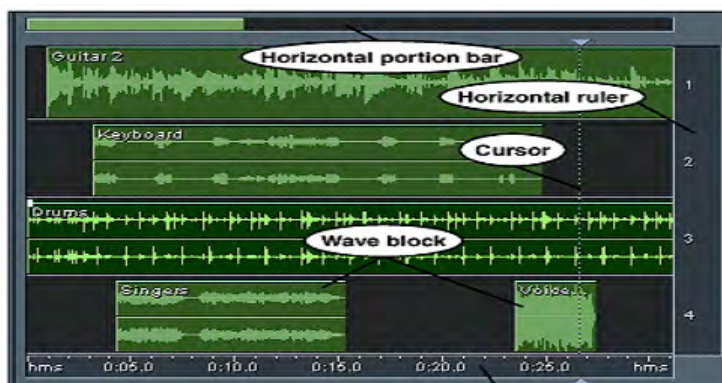 Guitar 2
Horizontal portion bar
Horizontal ruler
1
Keyboard
Cursor
2
Drums
Wave block
3
Singers
Voice...
4
hms 0:05.0 0:10.0 0:15.0 0:20.0 0:25.0 hms